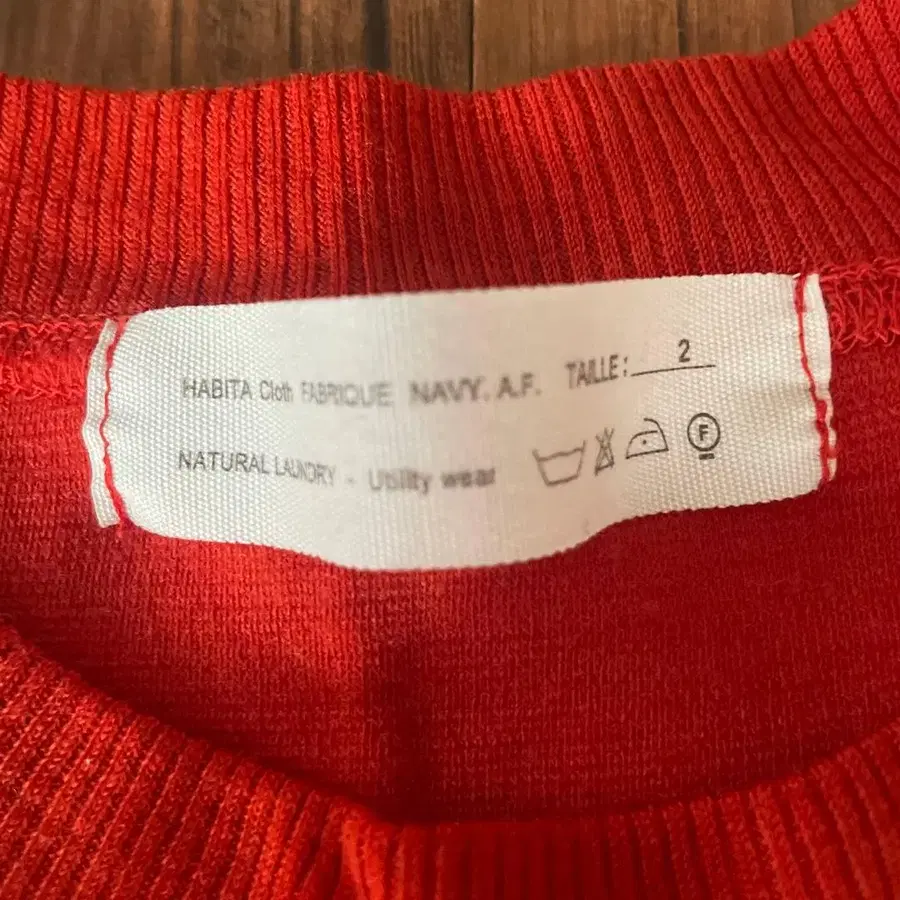 HABITA Cloth FABRIQUE NAVY. A.F. TAILLE: 2
NATURAL LAUNDRY - Utility wear F